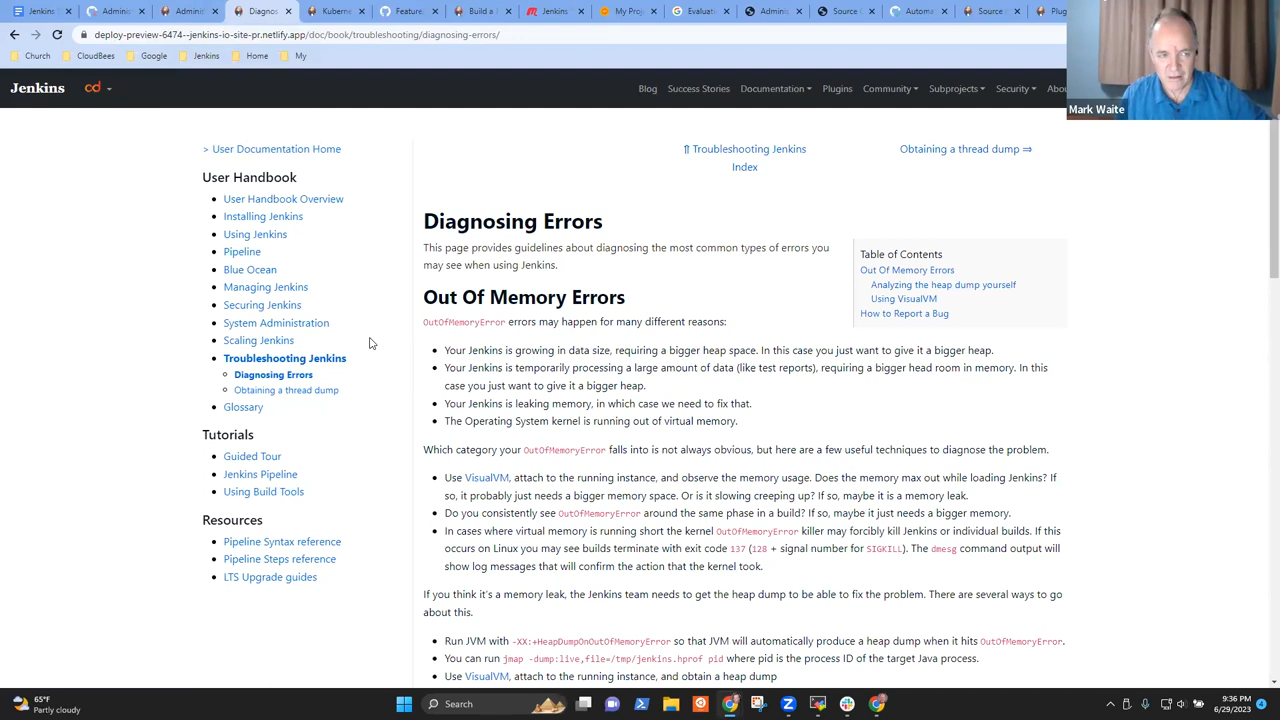 Jenkins
Adminis
Adminis
Diagnos
Kuberne
Feature.
Build a
Jenkins
My Proj
Evaluati
Adminis
Source C
Automa
Source c
Plug
deploy-preview-6474--jenkins-io-site-pr.netlify.app/doc/book/troubleshooting/diagnosing-errors/
Church
CloudBees
Google
Jenkins
Home
My
Mark Waite
Jenkins
cd
Blog
Success Stories
Documentation
Plugins
Community
Subprojects
Security
Abou
> User Documentation Home
User Handbook
• User Handbook Overview
• Installing Jenkins
• Using Jenkins
• Pipeline
• Blue Ocean
• Managing Jenkins
• Securing Jenkins
• System Administration
• Scaling Jenkins
• Troubleshooting Jenkins
◦ Diagnosing Errors
◦ Obtaining a thread dump
• Glossary
Tutorials
• Guided Tour
• Jenkins Pipeline
• Using Build Tools
Resources
• Pipeline Syntax reference
• Pipeline Steps reference
• LTS Upgrade guides
⇑ Troubleshooting Jenkins
Index
Obtaining a thread dump ⇒
Diagnosing Errors
This page provides guidelines about diagnosing the most common types of errors you
may see when using Jenkins.
Table of Contents
Out Of Memory Errors
Analyzing the heap dump yourself
Using VisualVM
How to Report a Bug
Out Of Memory Errors
OutOfMemoryError errors may happen for many different reasons:
• Your Jenkins is growing in data size, requiring a bigger heap space. In this case you just want to give it a bigger heap.
• Your Jenkins is temporarily processing a large amount of data (like test reports), requiring a bigger head room in memory. In this
case you just want to give it a bigger heap.
• Your Jenkins is leaking memory, in which case we need to fix that.
• The Operating System kernel is running out of virtual memory.
Which category your OutOfMemoryError falls into is not always obvious, but here are a few useful techniques to diagnose the problem.
• Use VisualVM, attach to the running instance, and observe the memory usage. Does the memory max out while loading Jenkins? If
so, it probably just needs a bigger memory space. Or is it slowing creeping up? If so, maybe it is a memory leak.
• Do you consistently see OutOfMemoryError around the same phase in a build? If so, maybe it just needs a bigger memory.
• In cases where virtual memory is running short the kernel OutOfMemoryError killer may forcibly kill Jenkins or individual builds. If this
occurs on Linux you may see builds terminate with exit code 137 (128 + signal number for SIGKILL). The dmesg command output will
show log messages that will confirm the action that the kernel took.
If you think it's a memory leak, the Jenkins team needs to get the heap dump to be able to fix the problem. There are several ways to go
about this.
• Run JVM with -XX:+HeapDumpOnOutOfMemoryError so that JVM will automatically produce a heap dump when it hits OutOfMemoryError.
• You can run jmap -dump:live,file=/tmp/jenkins.hprof pid where pid is the process ID of the target Java process.
• Use VisualVM, attach to the running instance, and obtain a heap dump
65°F
Partly cloudy
Search
9:36 PM
6/29/2023